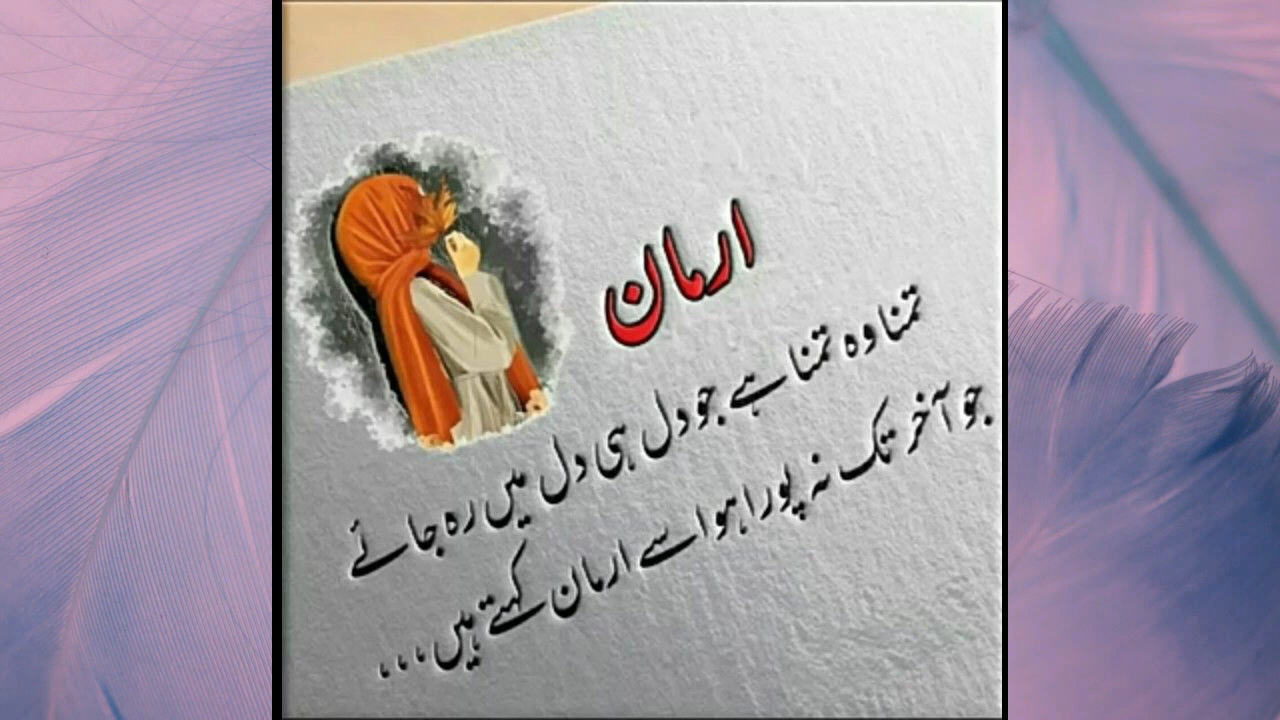 ارمان
تمنا وہ تمنا ہے جو دل ہی دل میں رہ جائے
جو آخر تک نہ پورا ہو اسے ارمان کہتے ہیں...